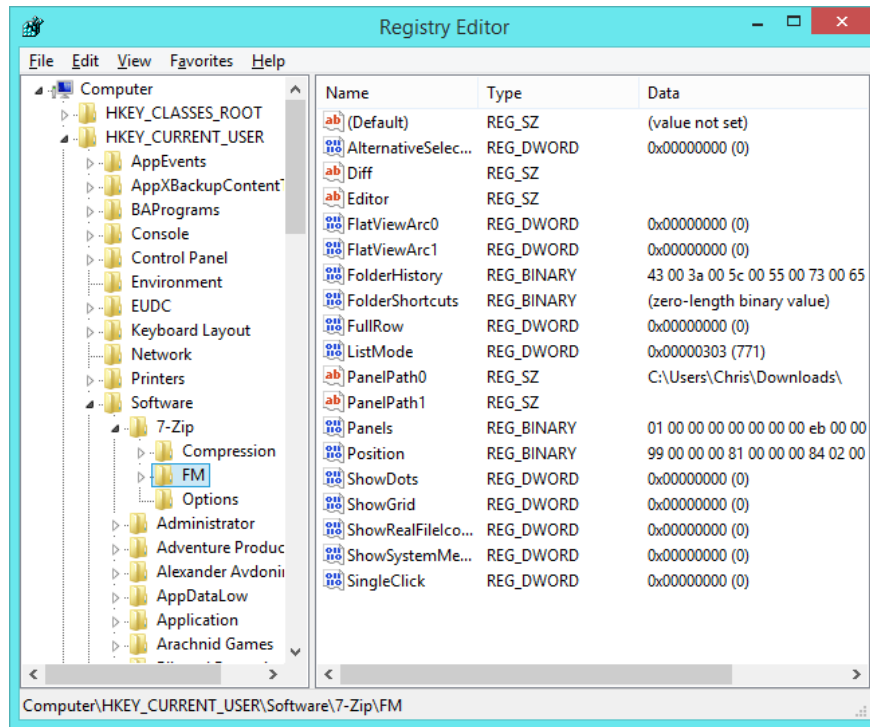 Registry Editor
File Edit View Favorites Help
Computer
HKEY_CLASSES_ROOT
HKEY_CURRENT_USER
AppEvents
AppXBackupContentT
BAPrograms
Console
Control Panel
Environment
EUDC
Keyboard Layout
Network
Printers
Software
7-Zip
Compression
FM
Options
Administrator
Adventure Produc
Alexander Avdonin
AppDataLow
Application
Arachnid Games
Name Type Data
(Default) REG_SZ (value not set)
AlternativeSelec... REG_DWORD 0x00000000 (0)
Diff REG_SZ
Editor REG_SZ
FlatViewArc0 REG_DWORD 0x00000000 (0)
FlatViewArc1 REG_DWORD 0x00000000 (0)
FolderHistory REG_BINARY 43 00 3a 00 5c 00 55 00 73 00 65
FolderShortcuts REG_BINARY (zero-length binary value)
FullRow REG_DWORD 0x00000000 (0)
ListMode REG_DWORD 0x00000303 (771)
PanelPath0 REG_SZ C:\Users\Chris\Downloads\
PanelPath1 REG_SZ
Panels REG_BINARY 01 00 00 00 00 00 00 00 eb 00 00
Position REG_BINARY 99 00 00 00 81 00 00 00 84 02 00
ShowDots REG_DWORD 0x00000000 (0)
ShowGrid REG_DWORD 0x00000000 (0)
ShowRealFileIco... REG_DWORD 0x00000000 (0)
ShowSystemMe... REG_DWORD 0x00000000 (0)
SingleClick REG_DWORD 0x00000000 (0)
Computer\HKEY_CURRENT_USER\Software\7-Zip\FM